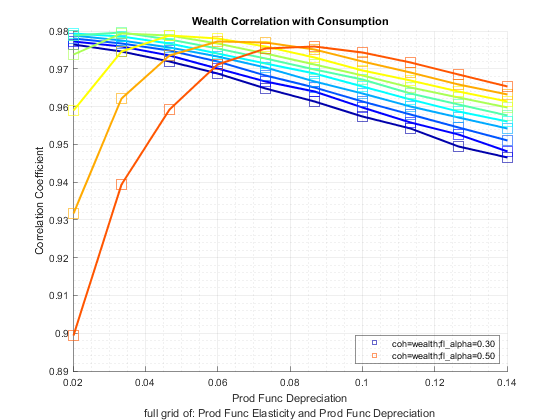 Wealth Correlation with Consumption
0.98
0.97
0.96
0.95
0.94
0.93
0.92
0.91
0.9
0.89
Correlation Coefficient
coh=wealth;fl_alpha=0.30
coh=wealth;fl_alpha=0.50
0.02 0.04 0.06 0.08 0.1 0.12 0.14
Prod Func Depreciation
full grid of: Prod Func Elasticity and Prod Func Depreciation